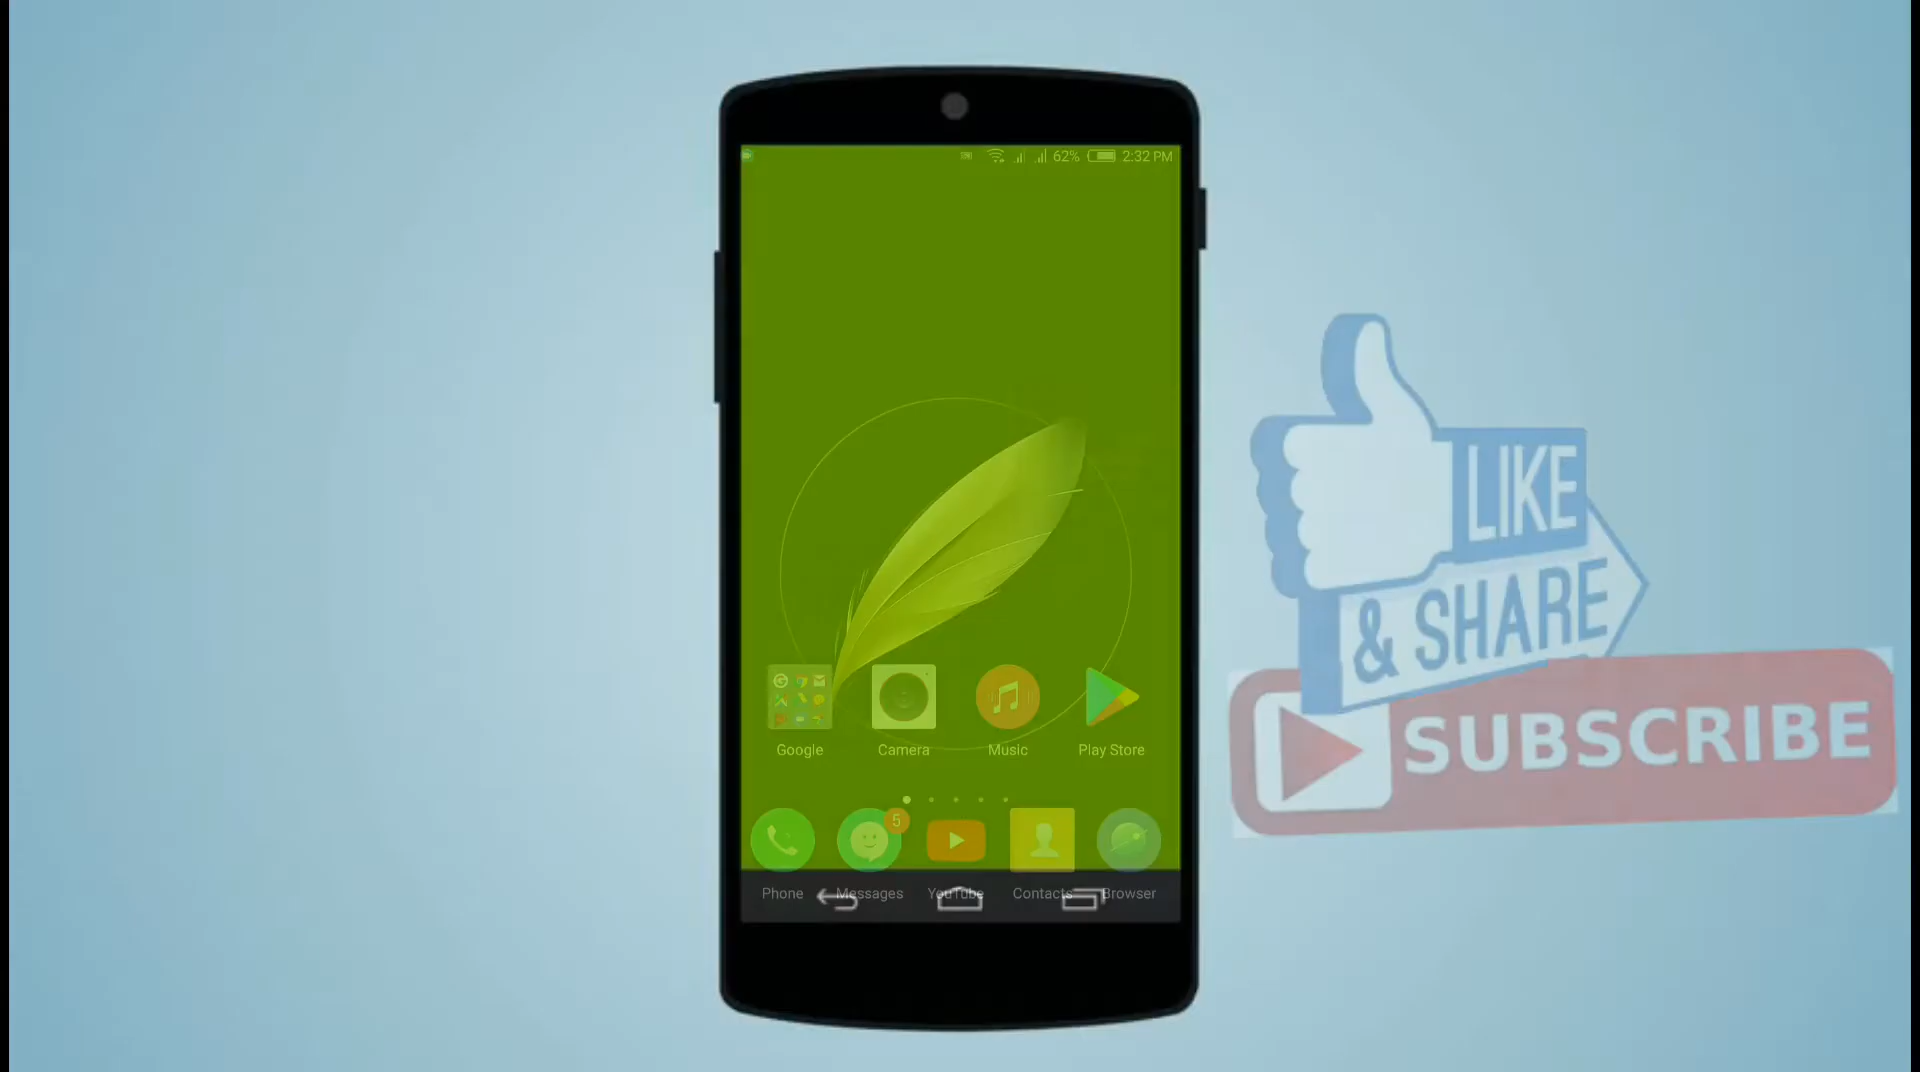 62% 2:32 PM
LIKE
& SHARE
SUBSCRIBE
Google Camera Music Play Store
5
Phone Messages YouTube Contacts Browser